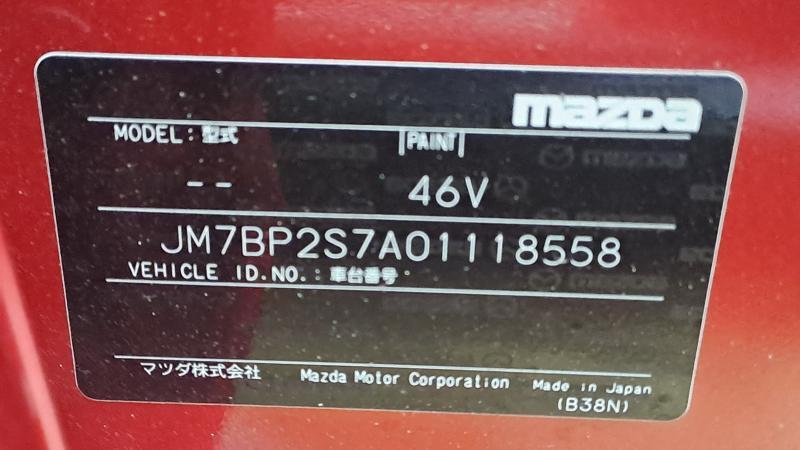 mazda
MODEL: 型式
PAINT
-- 46V
JM7BP2S7A01118558
VEHICLE ID.NO.: 車台番号
マツダ株式会社 Mazda Motor Corporation Made in Japan
(B38N)